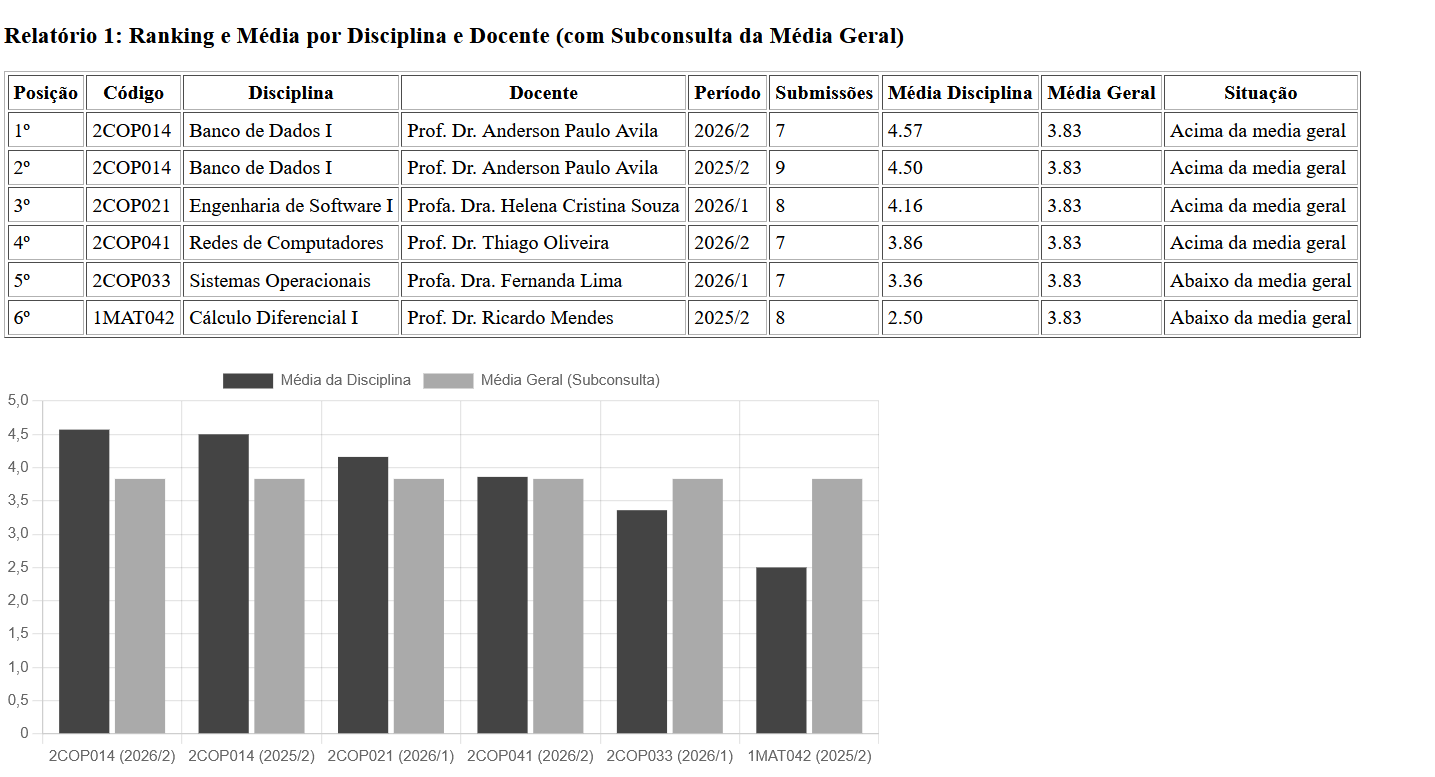 Relatório 1: Ranking e Média por Disciplina e Docente (com Subconsulta da Média Geral)
Posição Código Disciplina Docente Período Submissões Média Disciplina Média Geral Situação
1º 2COP014 Banco de Dados I Prof. Dr. Anderson Paulo Avila 2026/2 7 4.57 3.83 Acima da media geral
2º 2COP014 Banco de Dados I Prof. Dr. Anderson Paulo Avila 2025/2 9 4.50 3.83 Acima da media geral
3º 2COP021 Engenharia de Software I Profa. Dra. Helena Cristina Souza 2026/1 8 4.16 3.83 Acima da media geral
4º 2COP041 Redes de Computadores Prof. Dr. Thiago Oliveira 2026/2 7 3.86 3.83 Acima da media geral
5º 2COP033 Sistemas Operacionais Profa. Dra. Fernanda Lima 2026/1 7 3.36 3.83 Abaixo da media geral
6º 1MAT042 Cálculo Diferencial I Prof. Dr. Ricardo Mendes 2025/2 8 2.50 3.83 Abaixo da media geral
Média da Disciplina Média Geral (Subconsulta)
5,0
4,5
4,0
3,5
3,0
2,5
2,0
1,5
1,0
0,5
0
2COP014 (2026/2) 2COP014 (2025/2) 2COP021 (2026/1) 2COP041 (2026/2) 2COP033 (2026/1) 1MAT042 (2025/2)